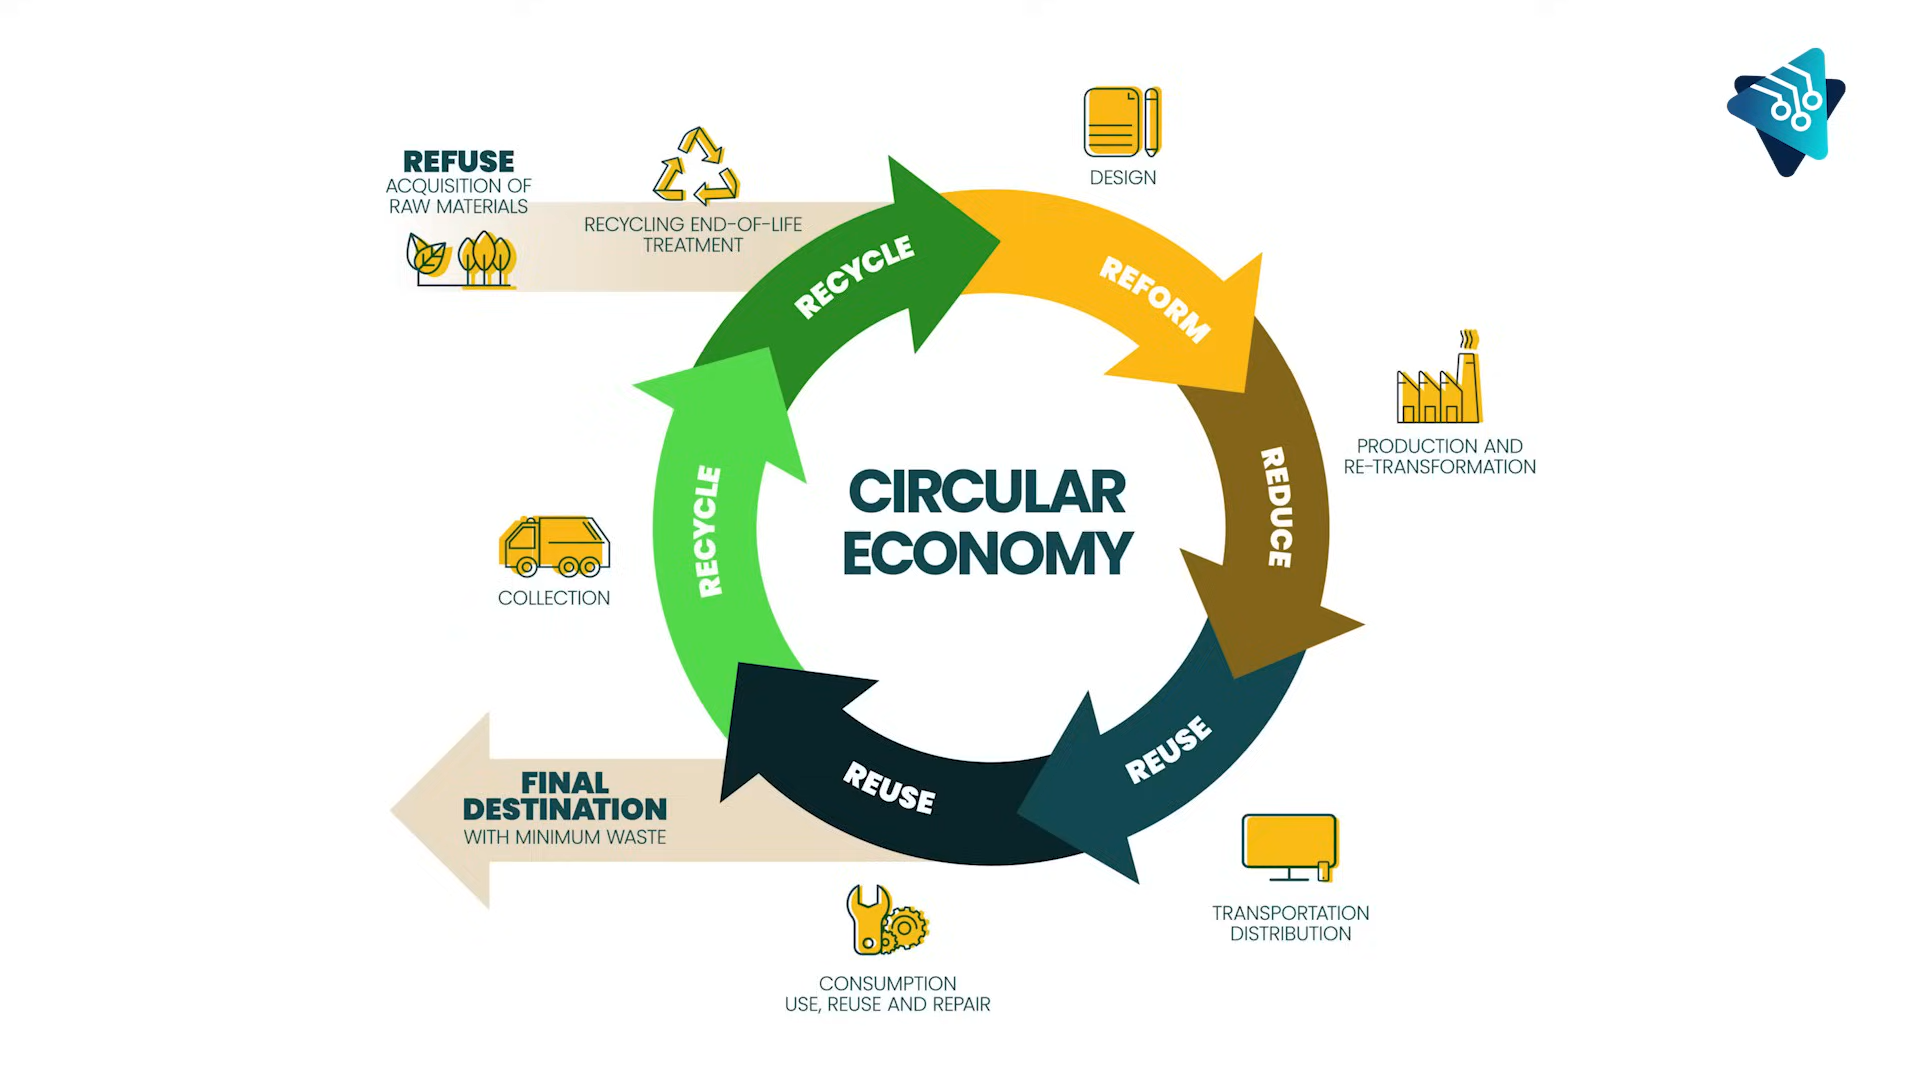 REFUSE
ACQUISITION OF
RAW MATERIALS
RECYCLING END-OF-LIFE
TREATMENT
DESIGN
RECYCLE
REFORM
PRODUCTION AND
RE-TRANSFORMATION
REDUCE
CIRCULAR
ECONOMY
RECYCLE
COLLECTION
REUSE
REUSE
FINAL
DESTINATION
WITH MINIMUM WASTE
TRANSPORTATION
DISTRIBUTION
CONSUMPTION
USE, REUSE AND REPAIR